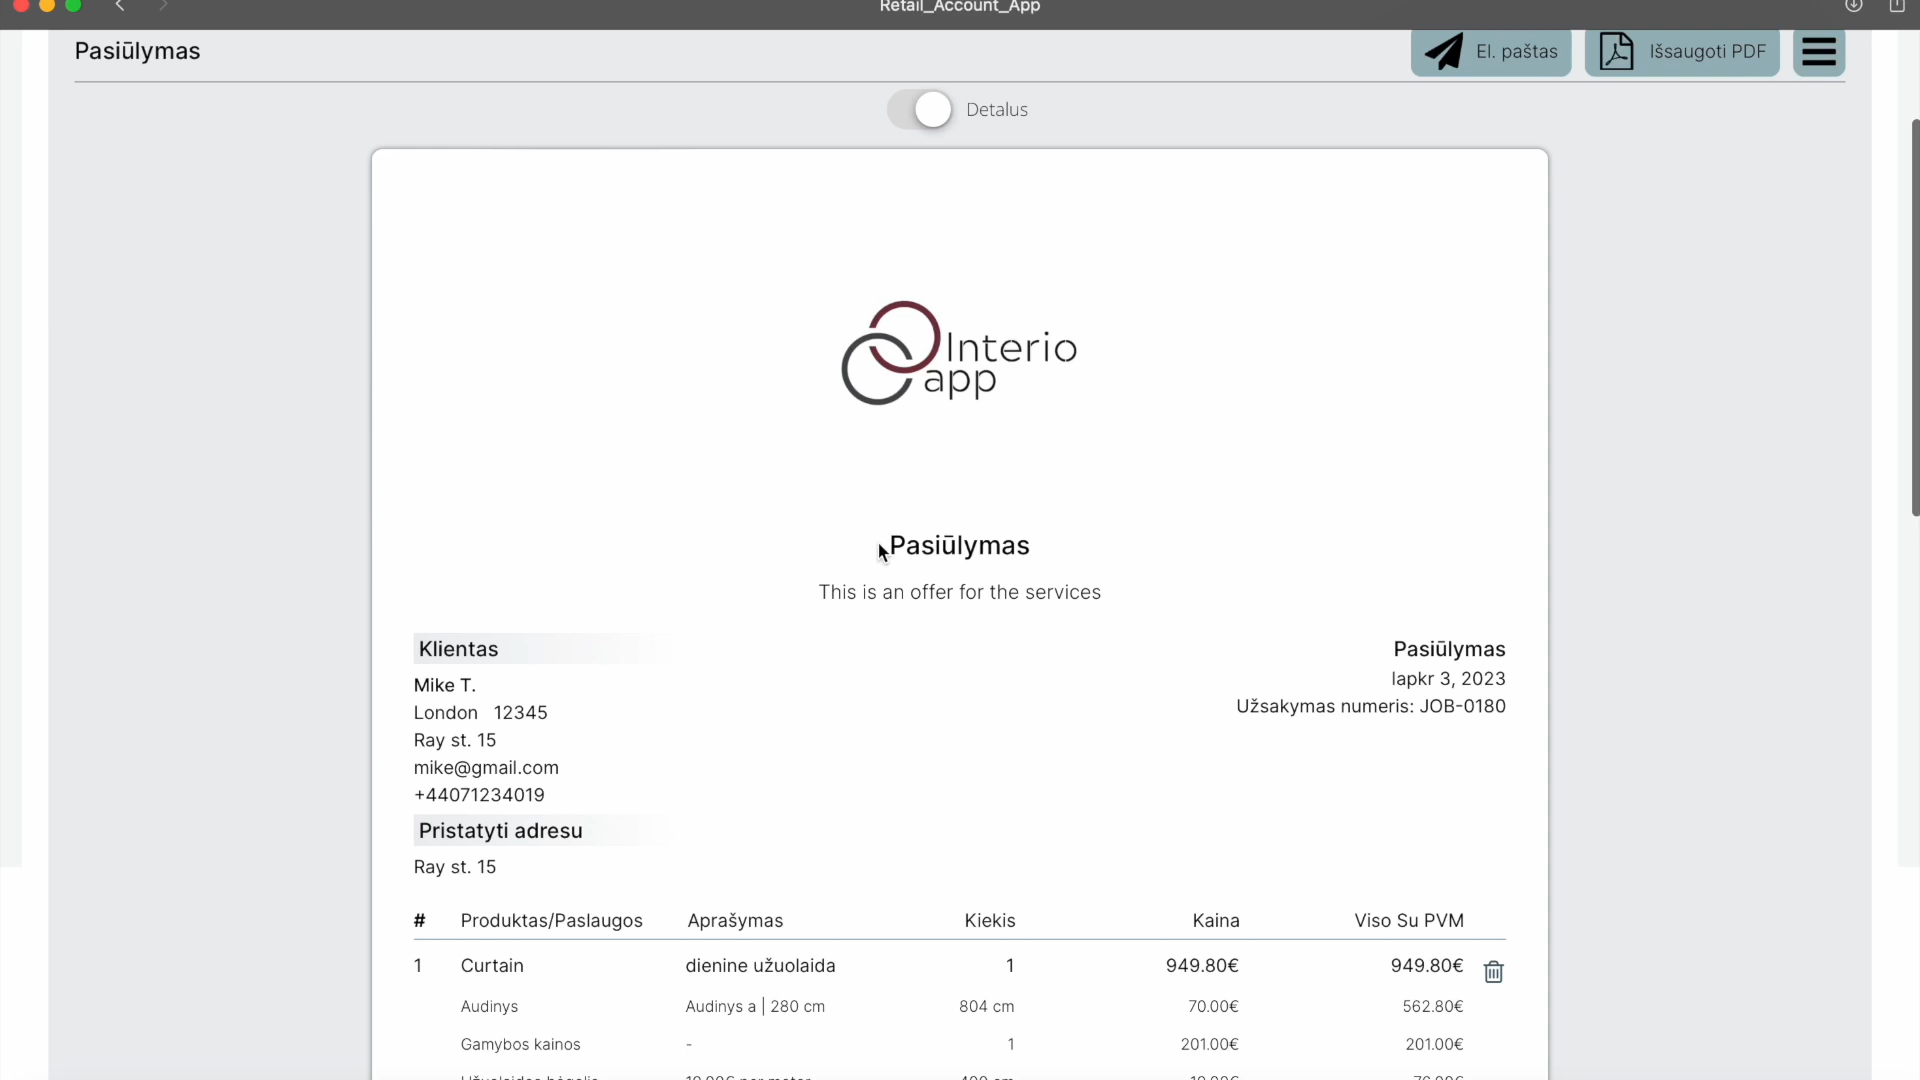 Retail_Account_App
Pasiūlymas
El. paštas
Išsaugoti PDF
Detalus
Interio
app
Pasiūlymas
This is an offer for the services
Klientas
Pasiūlymas
Mike T.
lapkr 3, 2023
London 12345
Užsakymas numeris: JOB-0180
Ray st. 15
mike@gmail.com
+44071234019
Pristatyti adresu
Ray st. 15
# Produktas/Paslaugos Aprašymas Kiekis Kaina Viso Su PVM
1 Curtain dienine užuolaida 1 949.80€ 949.80€
Audinys Audinys a | 280 cm 804 cm 70.00€ 562.80€
Gamybos kainos - 1 201.00€ 201.00€